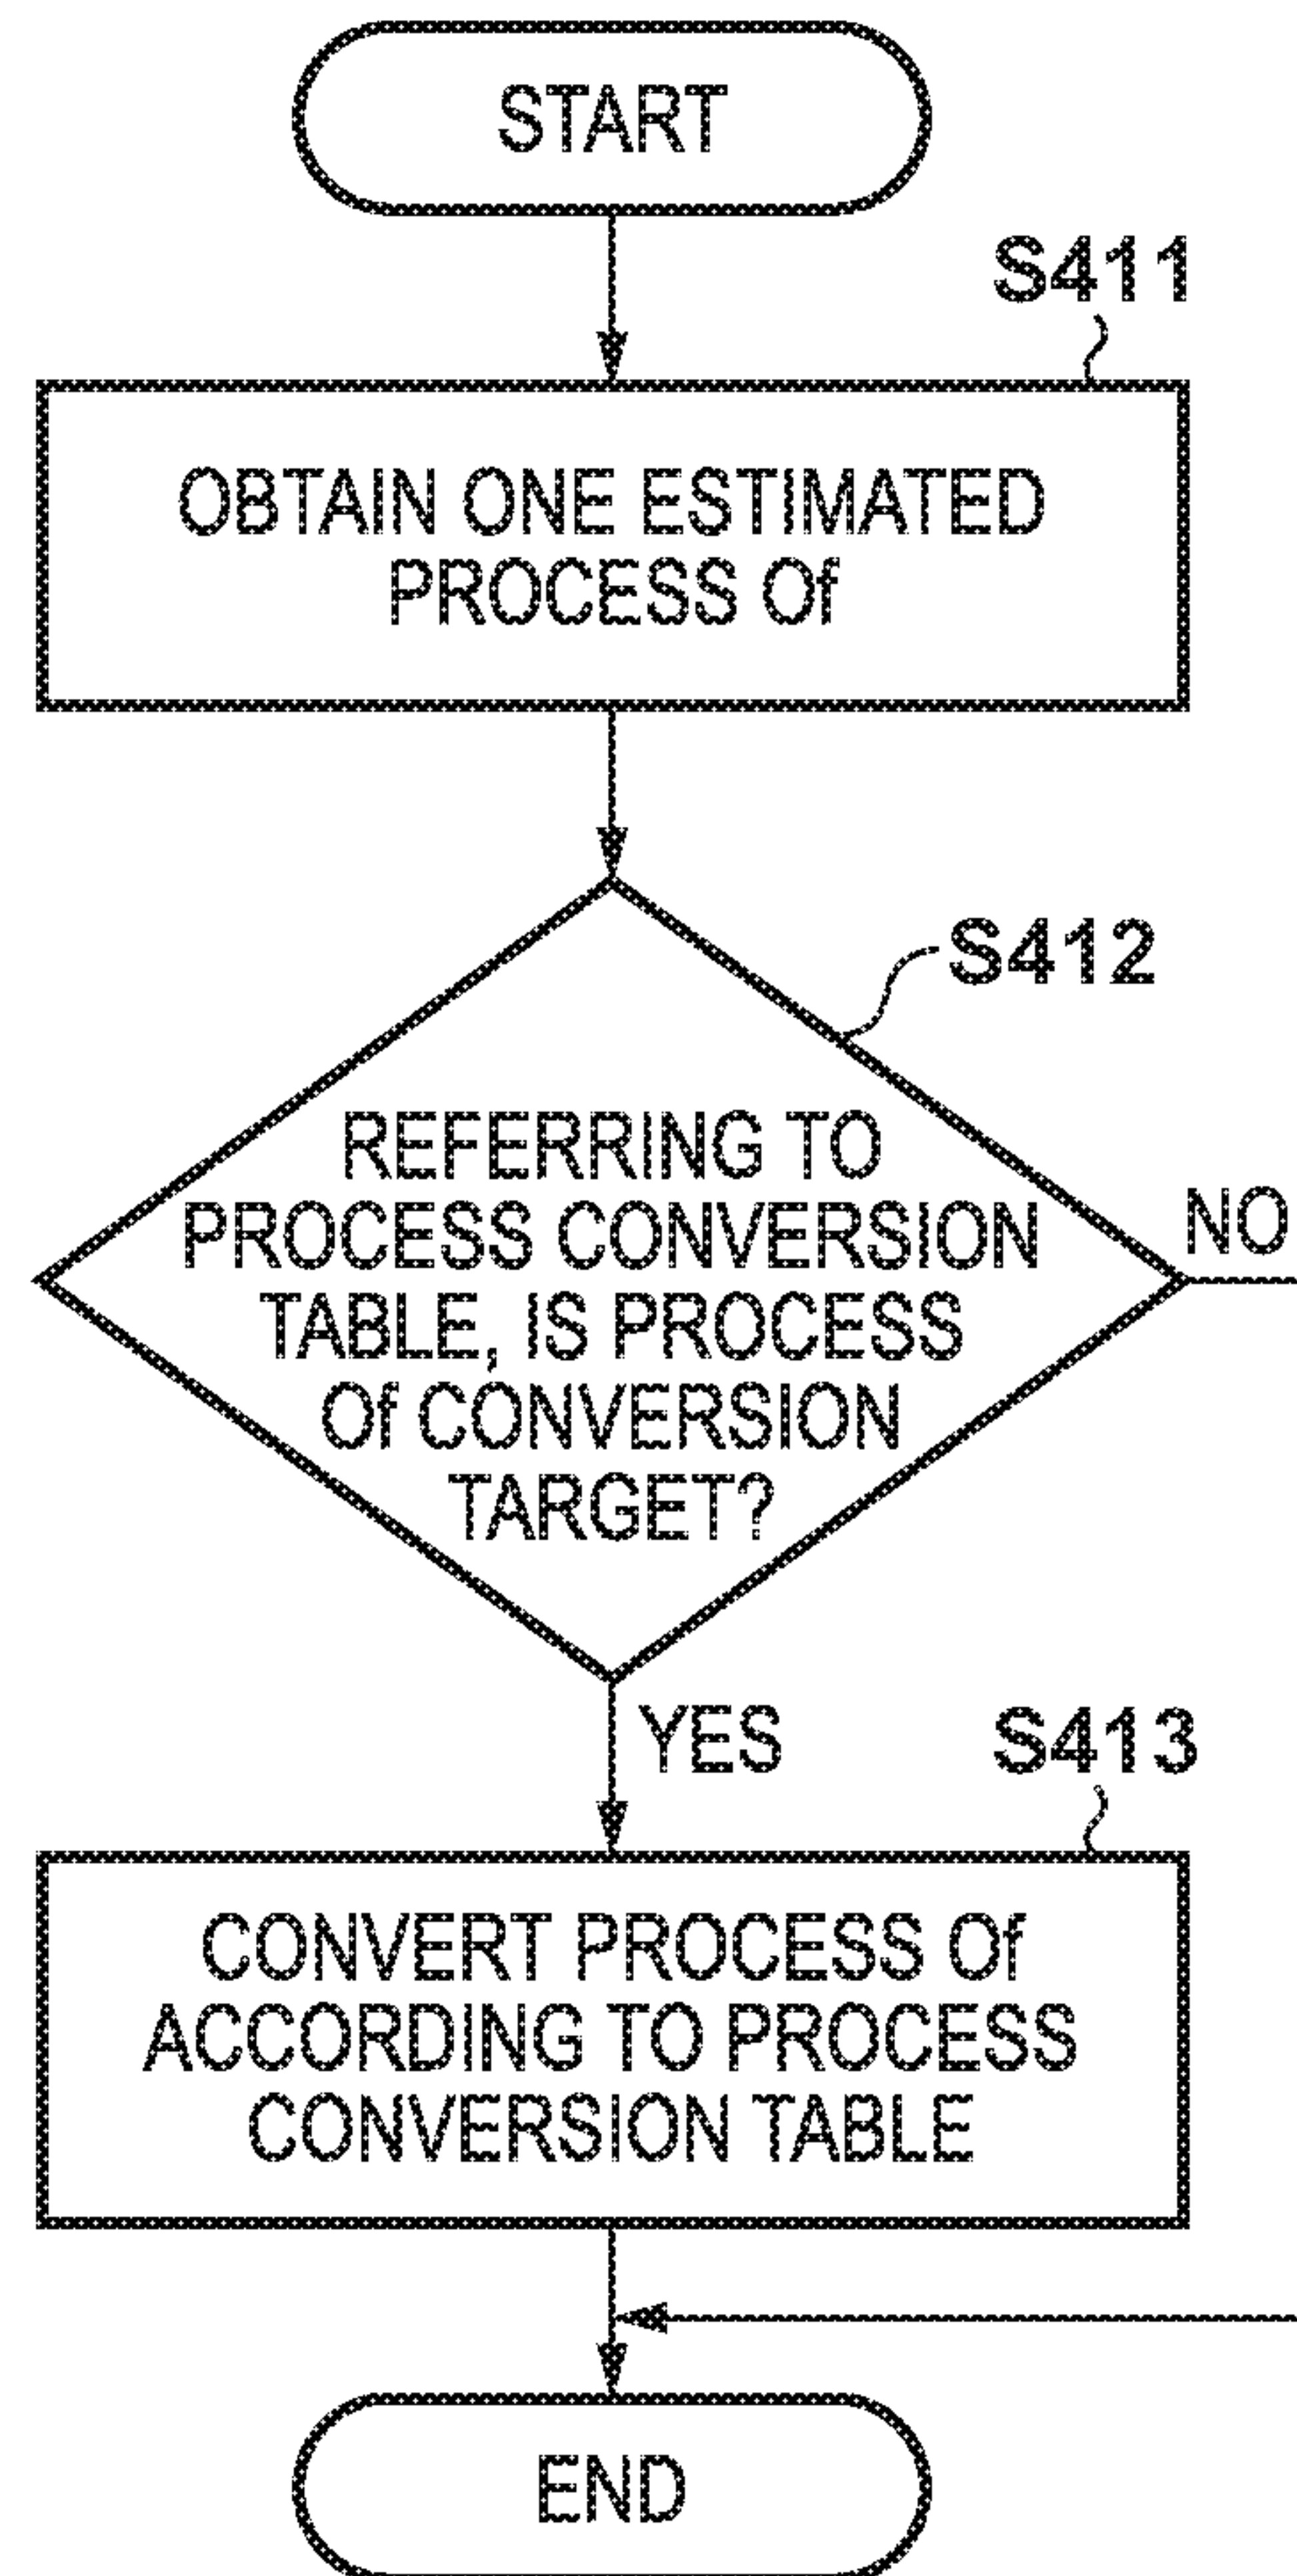 START
S411
OBTAIN ONE ESTIMATED
PROCESS Of
S412
REFERRING TO
PROCESS CONVERSION
TABLE, IS PROCESS
Of CONVERSION
TARGET?
NO
YES
S413
CONVERT PROCESS Of
ACCORDING TO PROCESS
CONVERSION TABLE
END